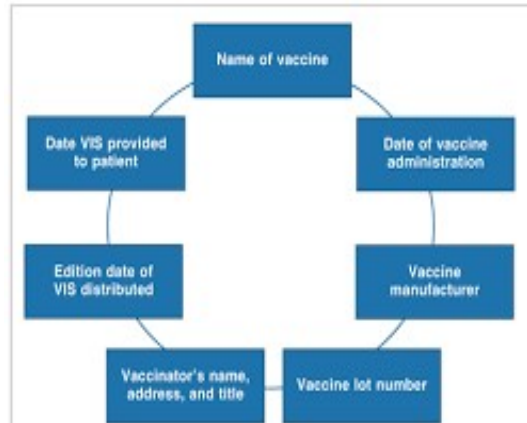 Name of vaccine
Date of vaccine
administration
Vaccine
manufacturer
Vaccine lot number
Vaccinator's name,
address, and title
Edition date of
VIS distributed
Date VIS provided
to patient